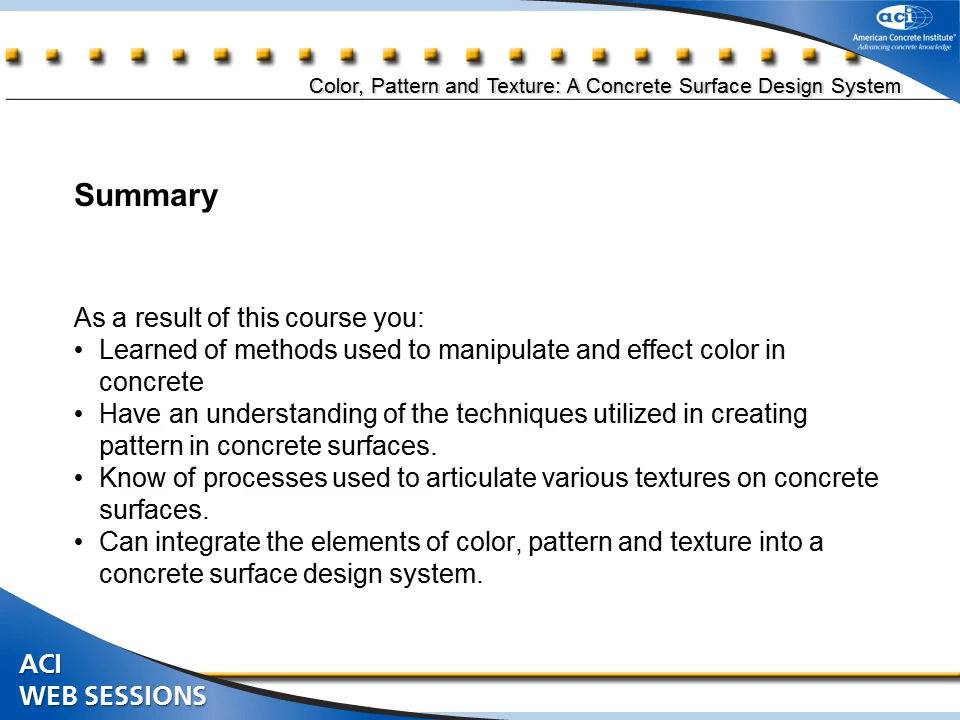 aci
American Concrete Institute®
Advancing concrete knowledge
Color, Pattern and Texture: A Concrete Surface Design System
Summary
As a result of this course you:
• Learned of methods used to manipulate and effect color in
concrete
• Have an understanding of the techniques utilized in creating
pattern in concrete surfaces.
• Know of processes used to articulate various textures on concrete
surfaces.
• Can integrate the elements of color, pattern and texture into a
concrete surface design system.
ACI
WEB SESSIONS